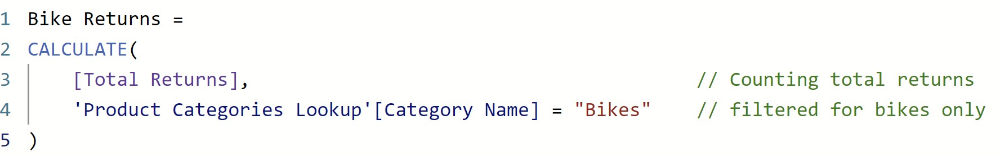 1 Bike Returns =
2 CALCULATE(
3     [Total Returns],                                        // Counting total returns
4     'Product Categories Lookup'[Category Name] = "Bikes"    // filtered for bikes only
5 )